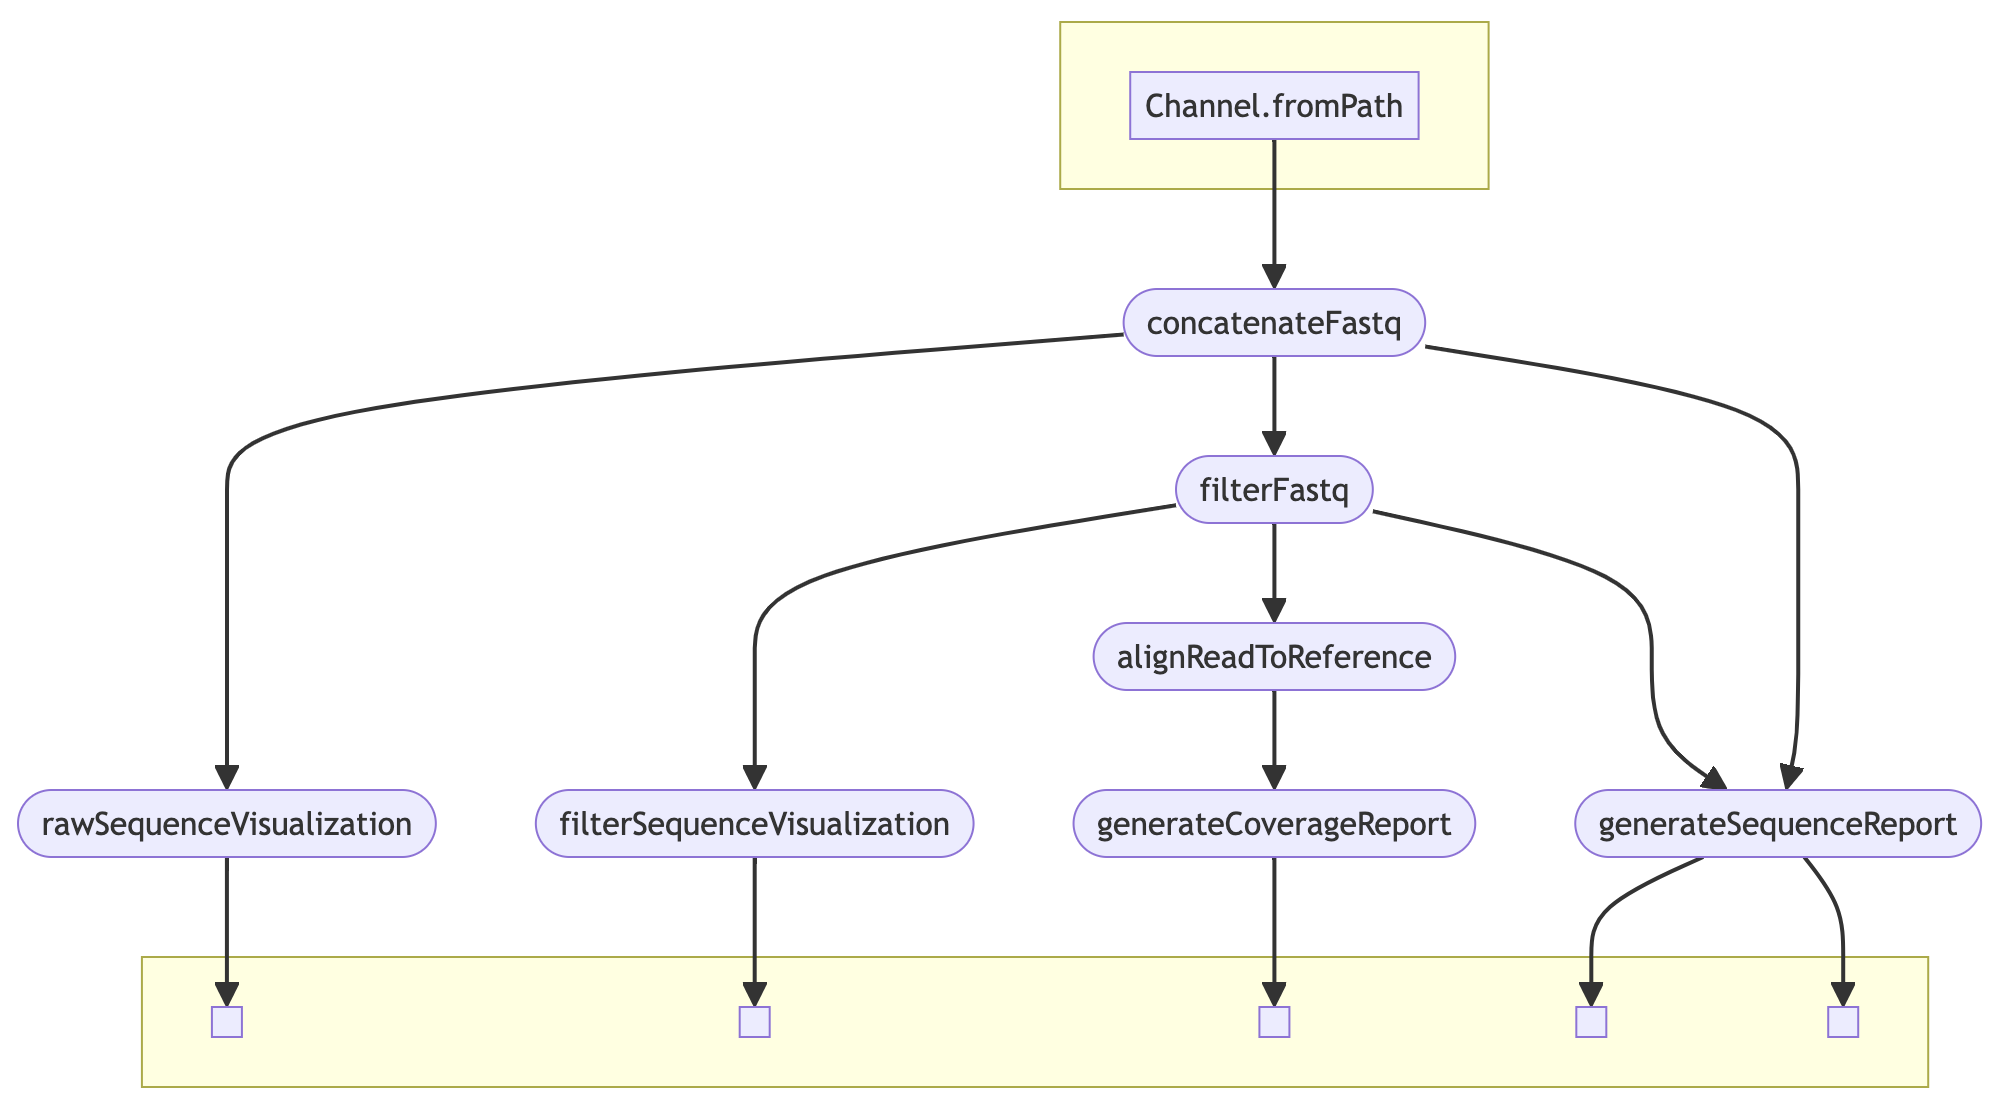 Channel.fromPath
concatenateFastq
filterFastq
alignReadToReference
rawSequenceVisualization
filterSequenceVisualization
generateCoverageReport
generateSequenceReport